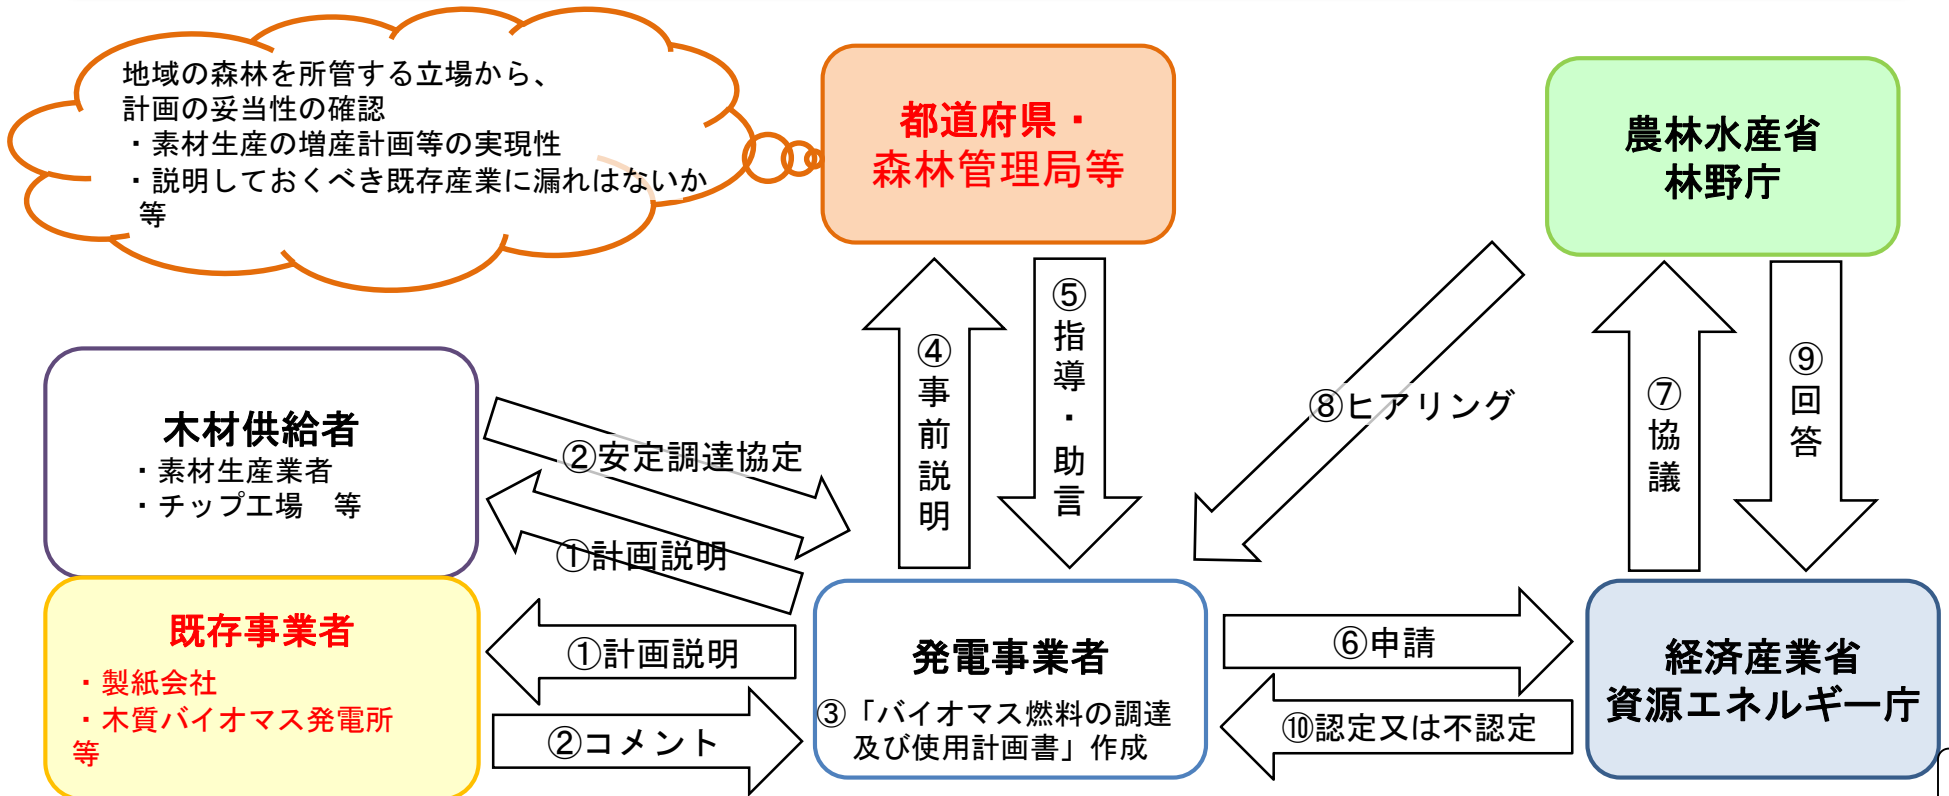 地域の森林を所管する立場から、
計画の妥当性の確認
・素材生産の増産計画等の実現性
・説明しておくべき既存産業に漏れはないか
等
都道府県・
森林管理局等
農林水産省
林野庁
木材供給者
・素材生産業者
・チップ工場　等
②安定調達協定
①計画説明
④事前説明
⑤指導・助言
⑧ヒアリング
⑦協議
⑨回答
既存事業者
・製紙会社
・木質バイオマス発電所
等
①計画説明
②コメント
発電事業者
③「バイオマス燃料の調達
及び使用計画書」作成
⑥申請
⑩認定又は不認定
経済産業省
資源エネルギー庁